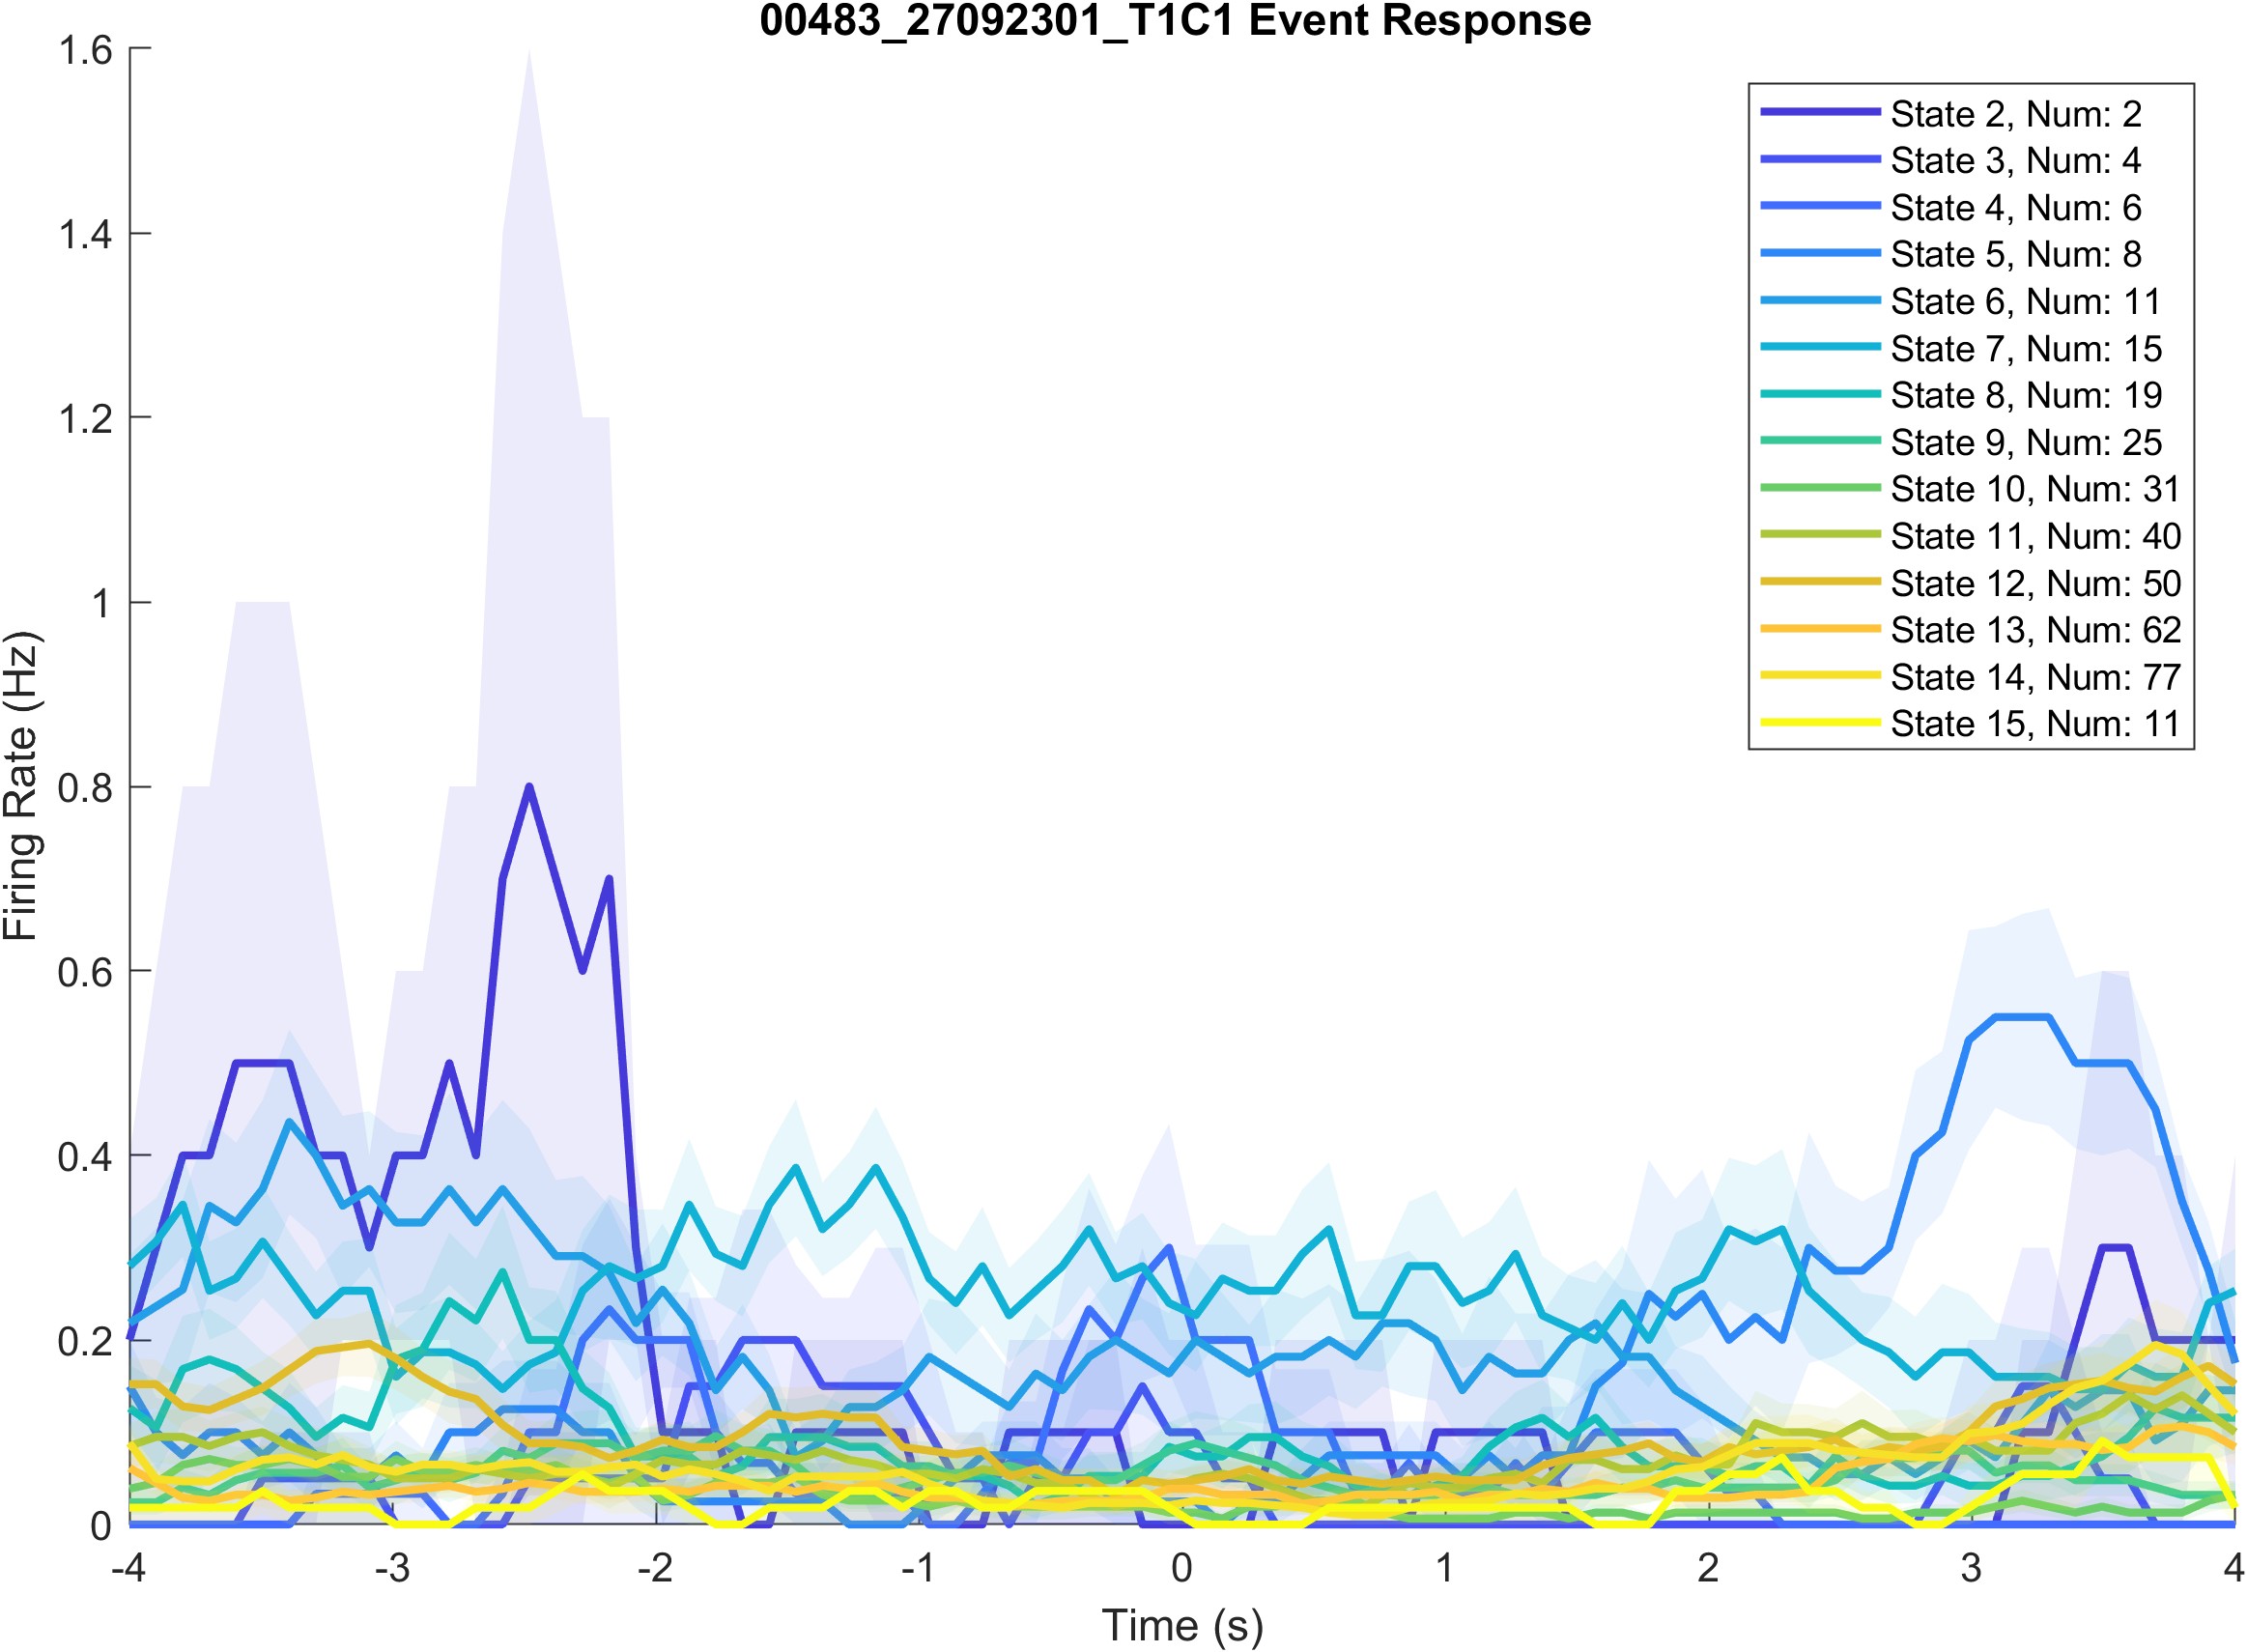 00483_27092301_T1C1 Event Response
Firing Rate (Hz)
1.6
1.4
1.2
1
0.8
0.6
0.4
0.2
0
-4
-3
-2
-1
0
1
2
3
4
Time (s)
State 2, Num: 2
State 3, Num: 4
State 4, Num: 6
State 5, Num: 8
State 6, Num: 11
State 7, Num: 15
State 8, Num: 19
State 9, Num: 25
State 10, Num: 31
State 11, Num: 40
State 12, Num: 50
State 13, Num: 62
State 14, Num: 77
State 15, Num: 11